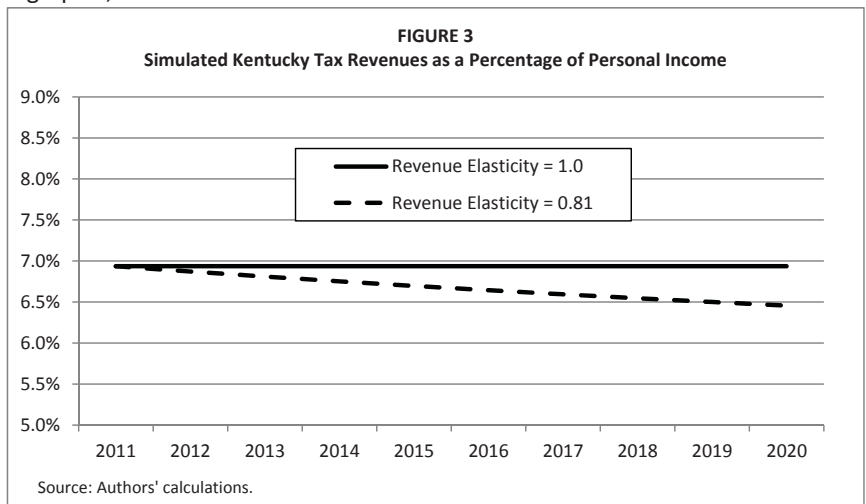 FIGURE 3
Simulated Kentucky Tax Revenues as a Percentage of Personal Income
9.0%
8.5%
8.0%
7.5%
7.0%
6.5%
6.0%
5.5%
5.0%
Revenue Elasticity = 1.0
Revenue Elasticity = 0.81
2011 2012 2013 2014 2015 2016 2017 2018 2019 2020
Source: Authors' calculations.